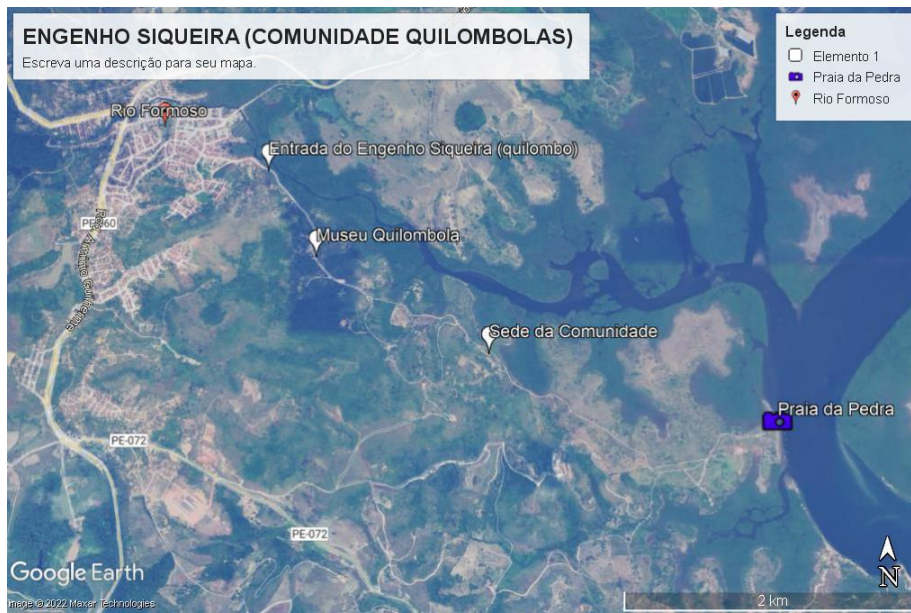 ENGENHO SIQUEIRA (COMUNIDADE QUILOMBOLAS)
Escreva uma descrição para seu mapa.
Legenda
Elemento 1
Praia da Pedra
Rio Formoso
Rio Formoso
Entrada do Engenho Siqueira (quilombo)
PE-060
Museu Quilombola
Sede da Comunidade
Praia da Pedra
PE-072
PE-072
Google Earth
Image © 2022 Maxar Technologies
2 km
N